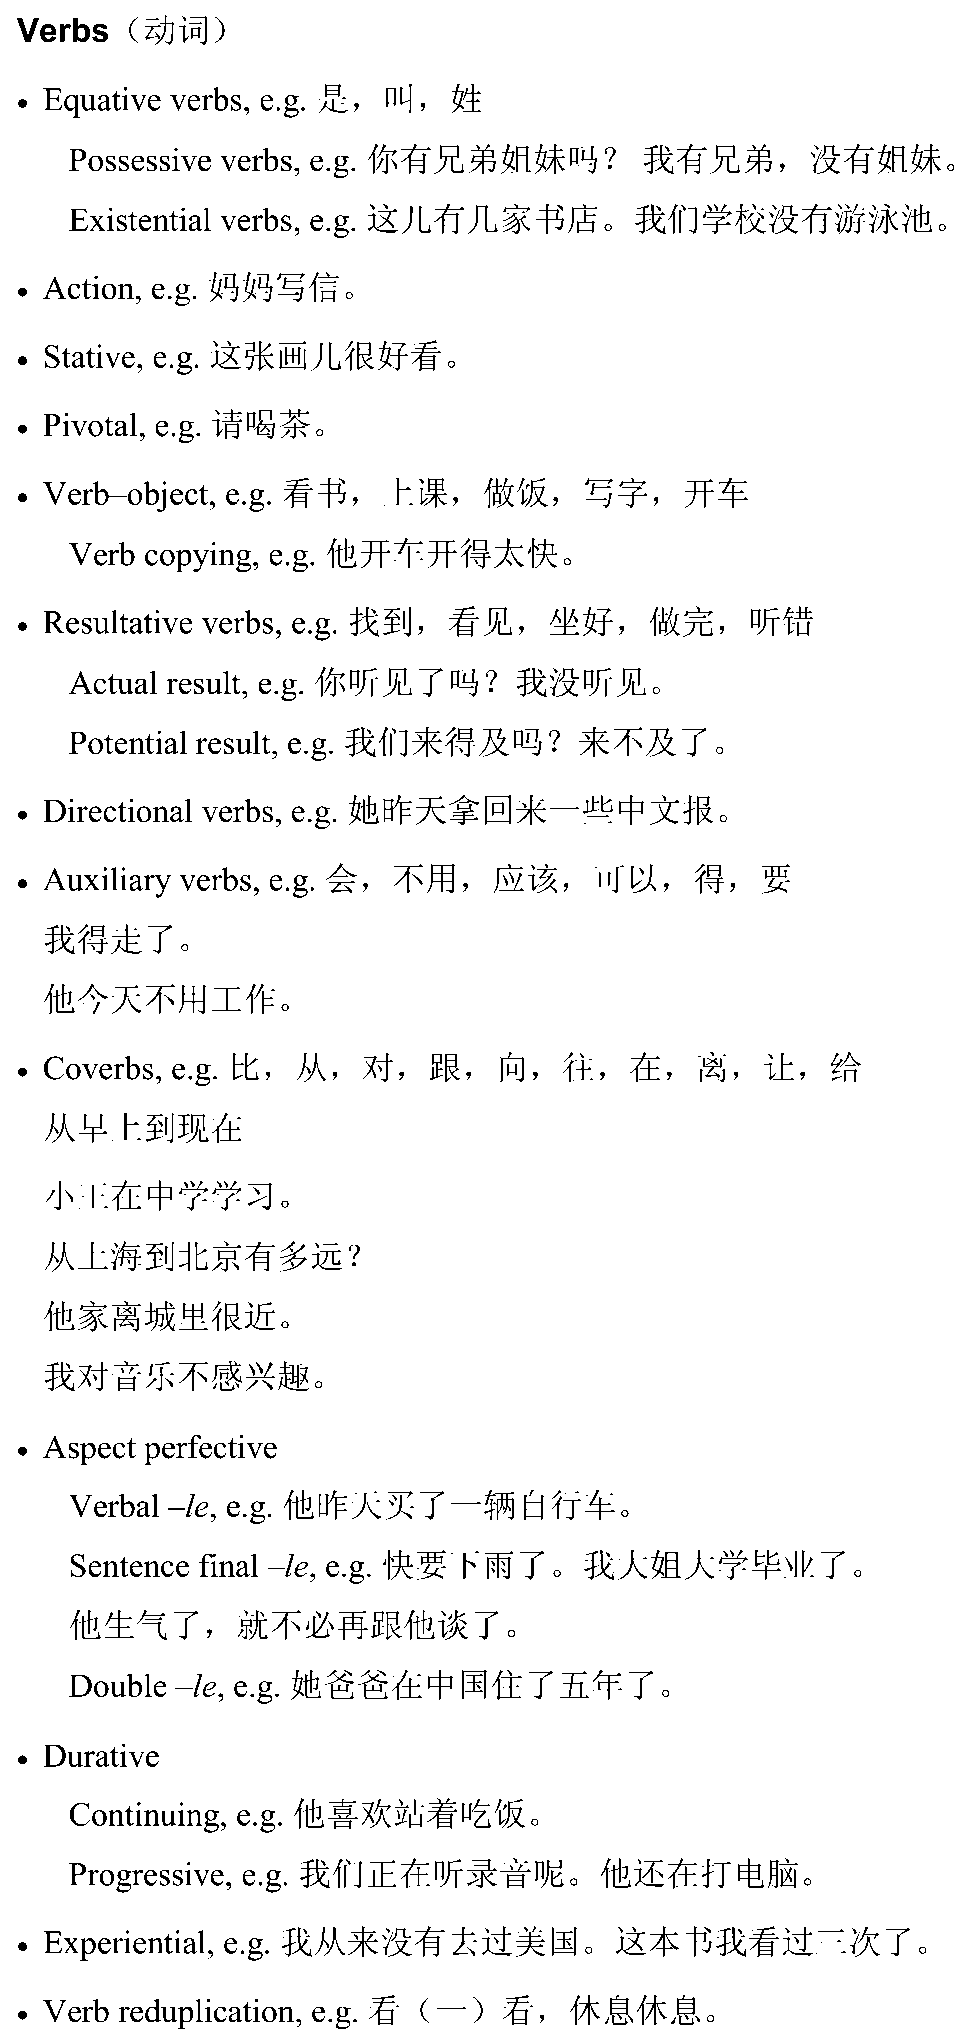 Verbs（动词）
• Equative verbs, e.g. 是，叫，姓
Possessive verbs, e.g. 你有兄弟姐妹吗？ 我有兄弟，没有姐妹。
Existential verbs, e.g. 这儿有几家书店。我们学校没有游泳池。
• Action, e.g. 妈妈写信。
• Stative, e.g. 这张画儿很好看。
• Pivotal, e.g. 请喝茶。
• Verb–object, e.g. 看书，上课，做饭，写字，开车
Verb copying, e.g. 他开车开得太快。
• Resultative verbs, e.g. 找到，看见，坐好，做完，听错
Actual result, e.g. 你听见了吗？我没听见。
Potential result, e.g. 我们来得及吗？来不及了。
• Directional verbs, e.g. 她昨天拿回来一些中文报。
• Auxiliary verbs, e.g. 会，不用，应该，可以，得，要
我得走了。
他今天不用工作。
• Coverbs, e.g. 比，从，对，跟，向，往，在，离，让，给
从早上到现在
小王在中学学习。
从上海到北京有多远？
他家离城里很近。
我对音乐不感兴趣。
• Aspect perfective
Verbal –le, e.g. 他昨天买了一辆自行车。
Sentence final –le, e.g. 快要下雨了。我大姐大学毕业了。
他生气了，就不必再跟他谈了。
Double –le, e.g. 她爸爸在中国住了五年了。
• Durative
Continuing, e.g. 他喜欢站着吃饭。
Progressive, e.g. 我们正在听录音呢。他还在打电脑。
• Experiential, e.g. 我从来没有去过美国。这本书我看过三次了。
• Verb reduplication, e.g. 看（一）看，休息休息。